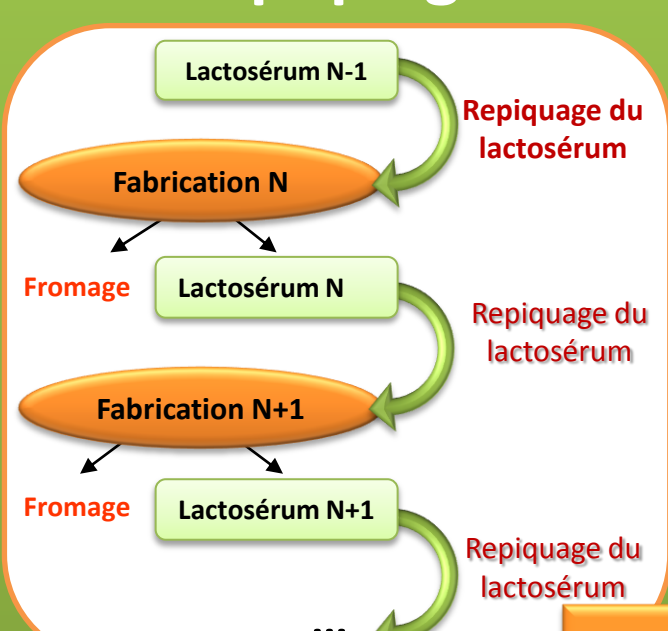 Lactosérum N-1
Repiquage du
lactosérum
Fabrication N
Fromage
Lactosérum N
Repiquage du
lactosérum
Fabrication N+1
Fromage
Lactosérum N+1
Repiquage du
lactosérum
...